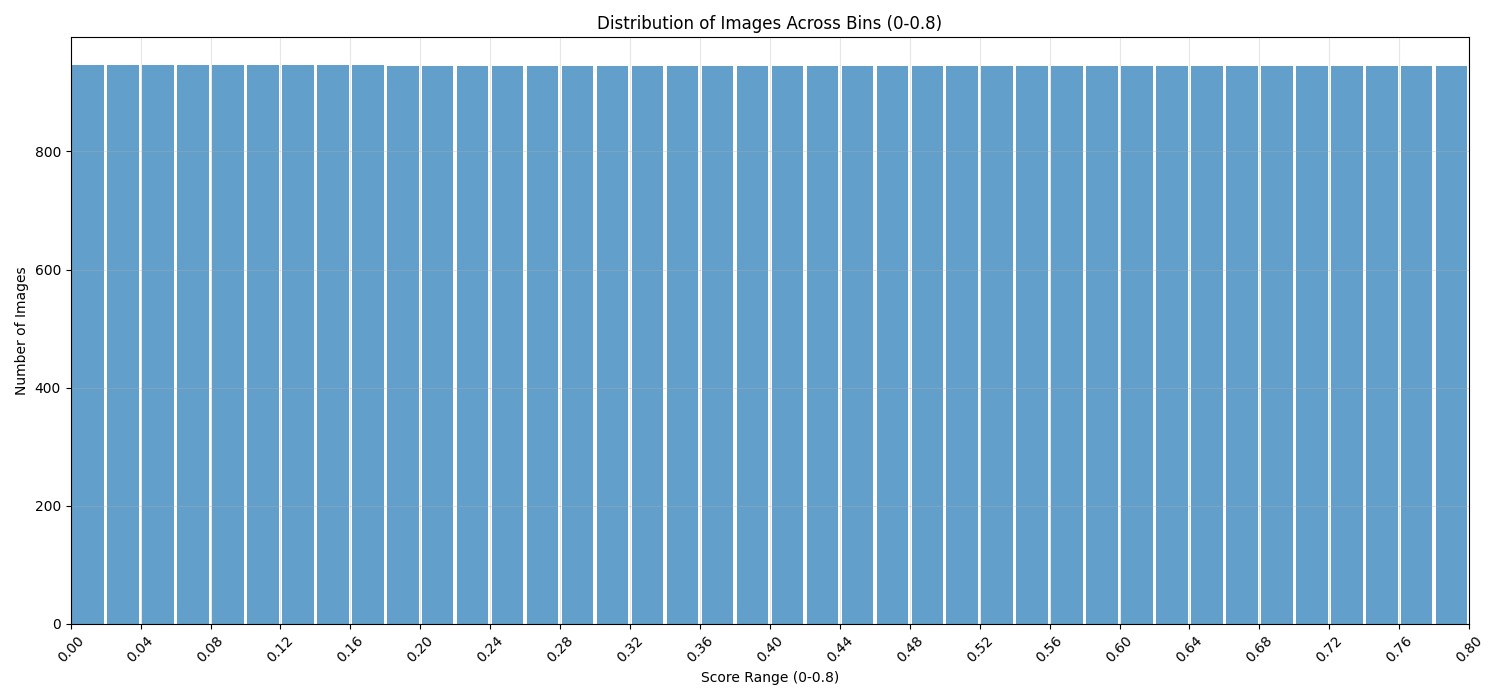 Distribution of Images Across Bins (0-0.8)
Number of Images
800
600
400
200
0
0.00 0.04 0.08 0.12 0.16 0.20 0.24 0.28 0.32 0.36 0.40 0.44 0.48 0.52 0.56 0.60 0.64 0.68 0.72 0.76 0.80
Score Range (0-0.8)